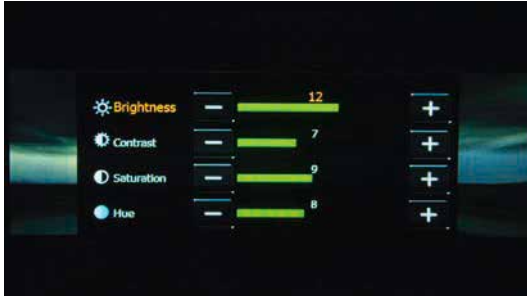 12
Brightness − +
7
Contrast − +
9
Saturation − +
8
Hue − +